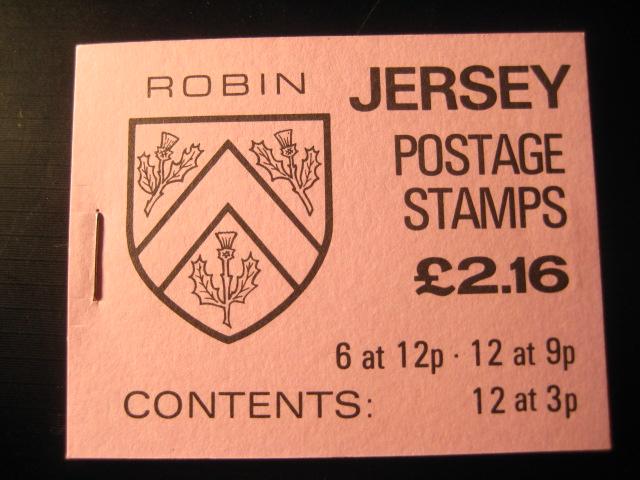 ROBIN
JERSEY
POSTAGE
STAMPS
£2.16
6 at 12p · 12 at 9p
CONTENTS: 12 at 3p